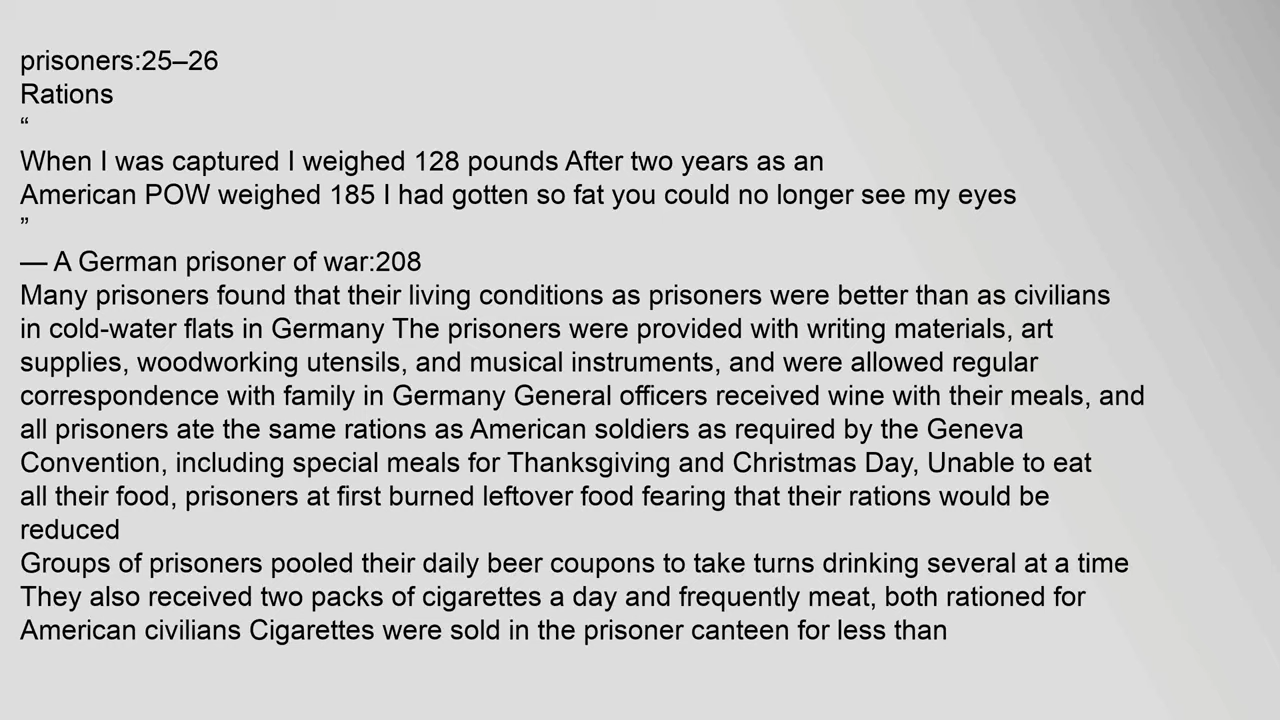 prisoners:25–26
Rations
“
When I was captured I weighed 128 pounds After two years as an
American POW weighed 185 I had gotten so fat you could no longer see my eyes
”
— A German prisoner of war:208
Many prisoners found that their living conditions as prisoners were better than as civilians
in cold-water flats in Germany The prisoners were provided with writing materials, art
supplies, woodworking utensils, and musical instruments, and were allowed regular
correspondence with family in Germany General officers received wine with their meals, and
all prisoners ate the same rations as American soldiers as required by the Geneva
Convention, including special meals for Thanksgiving and Christmas Day, Unable to eat
all their food, prisoners at first burned leftover food fearing that their rations would be
reduced
Groups of prisoners pooled their daily beer coupons to take turns drinking several at a time
They also received two packs of cigarettes a day and frequently meat, both rationed for
American civilians Cigarettes were sold in the prisoner canteen for less than